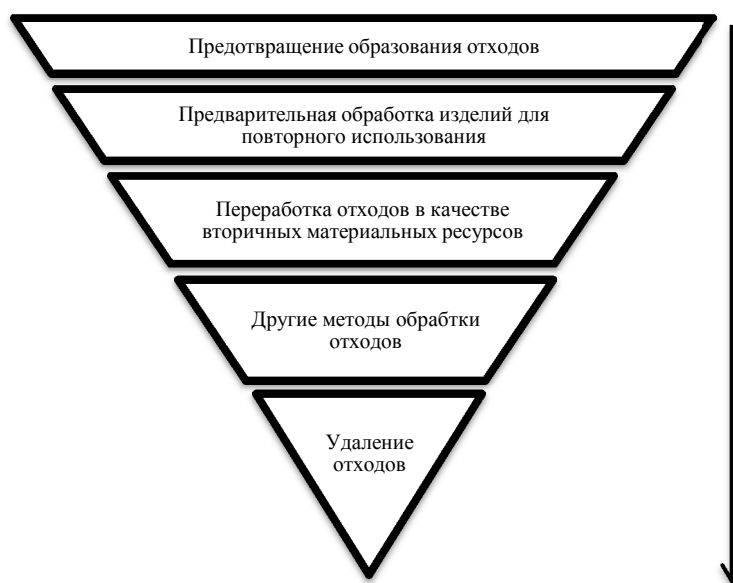 Предотвращение образования отходов
Предварительная обработка изделий для
повторного использования
Переработка отходов в качестве
вторичных материальных ресурсов
Другие методы обрабтки
отходов
Удаление
отходов